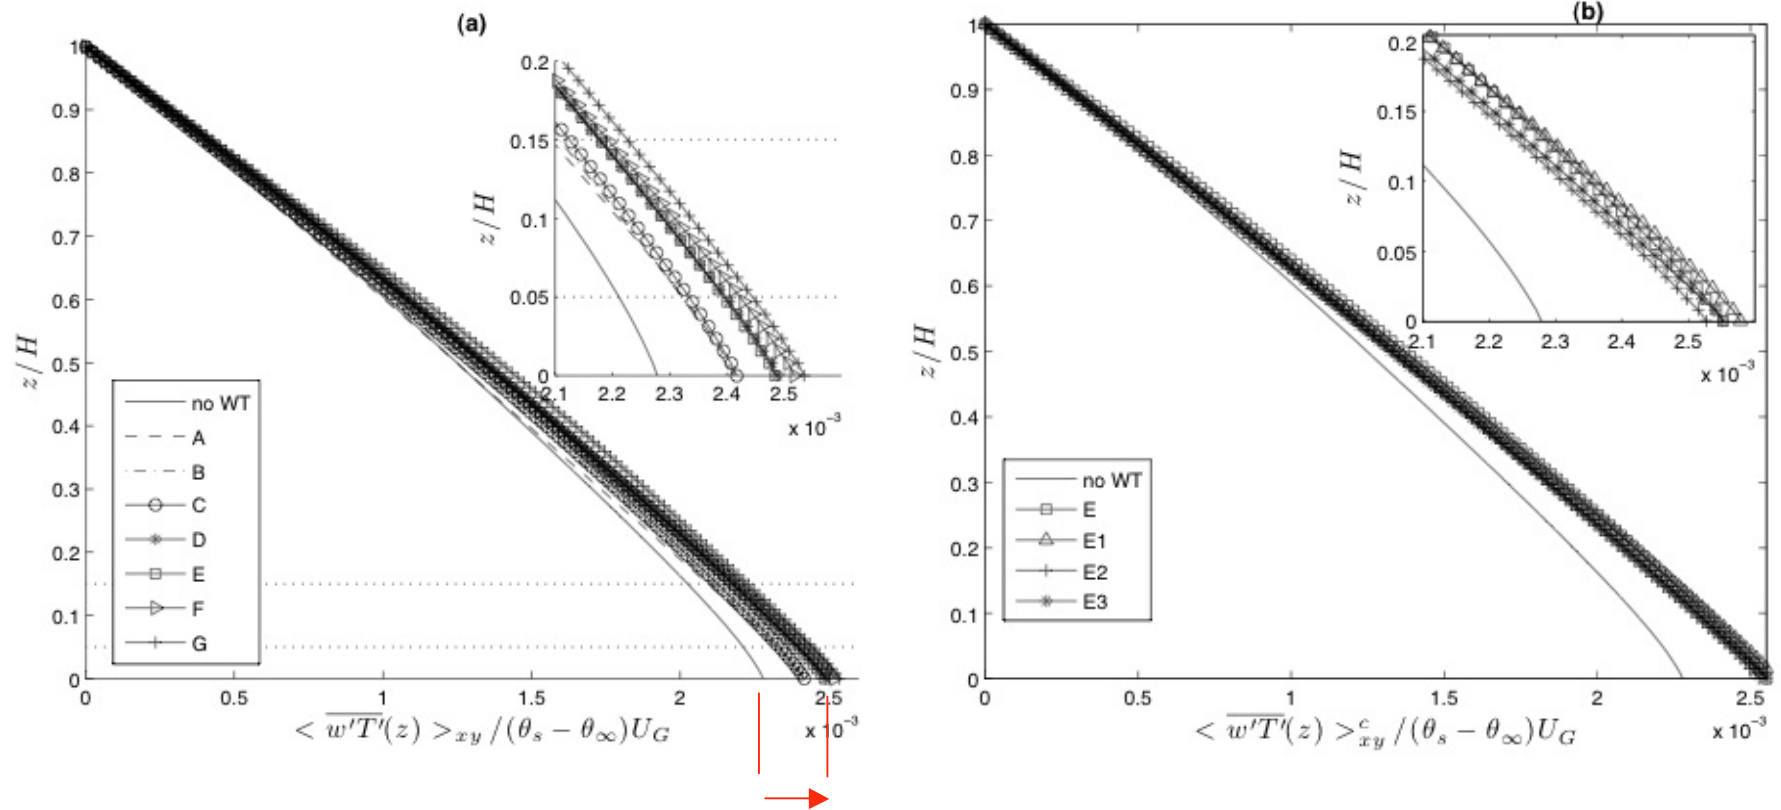 (a)
1
0.9
0.8
0.7
0.6
0.5
0.4
0.3
0.2
0.1
0
z/H
0 0.5 1 1.5 2 2.5
x 10⁻³
< w'T'(z) >xy /(θs − θ∞)UG
no WT
A
B
C
D
E
F
G
0.2
0.15
0.1
0.05
0
z/H
2.1 2.2 2.3 2.4 2.5
x 10⁻³
(b)
1
0.9
0.8
0.7
0.6
0.5
0.4
0.3
0.2
0.1
0
z/H
0 0.5 1 1.5 2 2.5
x 10⁻³
< w'T'(z) >ᶜxy /(θs − θ∞)UG
no WT
E
E1
E2
E3
0.2
0.15
0.1
0.05
0
z/H
2.1 2.2 2.3 2.4 2.5
x 10⁻³